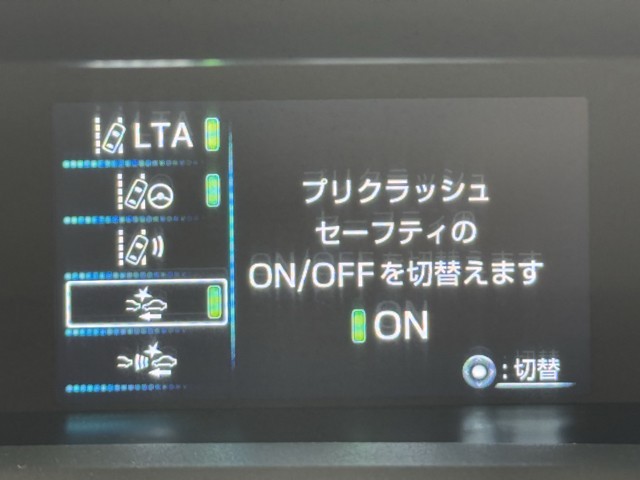 LTA
プリクラッシュ
セーフティの
ON/OFFを切替えます
ON
:切替